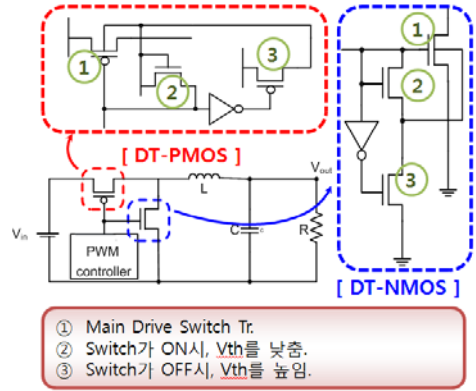 ①
②
③
[ DT-PMOS ]
①
②
③
[ DT-NMOS ]
Vin
PWM
controller
L
Vout
C
c
R
① Main Drive Switch Tr.
② Switch가 ON시, Vth를 낮춤.
③ Switch가 OFF시, Vth를 높임.